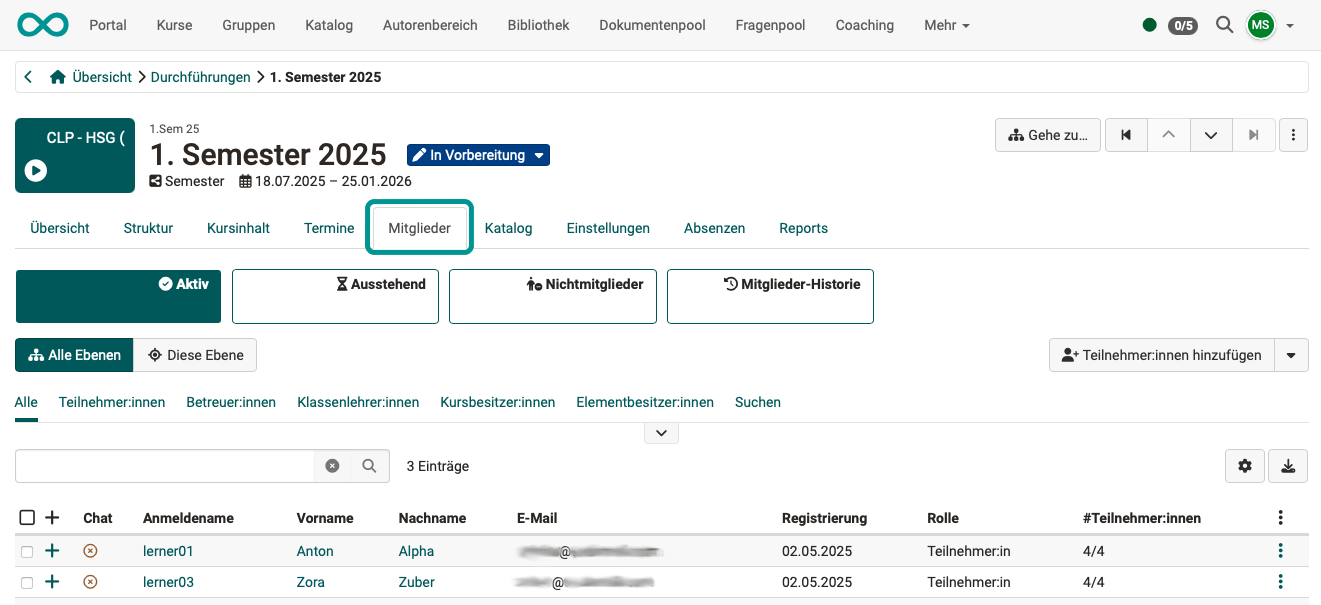 Portal Kurse Gruppen Katalog Autorenbereich Bibliothek Dokumentenpool Fragenpool Coaching Mehr 0/5 MS
Übersicht Durchführungen 1. Semester 2025
CLP - HSG (
1.Sem 25
1. Semester 2025 In Vorbereitung
Semester 18.07.2025 – 25.01.2026
Gehe zu...
Übersicht Struktur Kursinhalt Termine Mitglieder Katalog Einstellungen Absenzen Reports
Aktiv Ausstehend Nichtmitglieder Mitglieder-Historie
Alle Ebenen Diese Ebene Teilnehmer:innen hinzufügen
Alle Teilnehmer:innen Betreuer:innen Klassenlehrer:innen Kursbesitzer:innen Elementbesitzer:innen Suchen
3 Einträge
Chat Anmeldename Vorname Nachname E-Mail Registrierung Rolle #Teilnehmer:innen
lerner01 Anton Alpha @ 02.05.2025 Teilnehmer:in 4/4
lerner03 Zora Zuber @ 02.05.2025 Teilnehmer:in 4/4